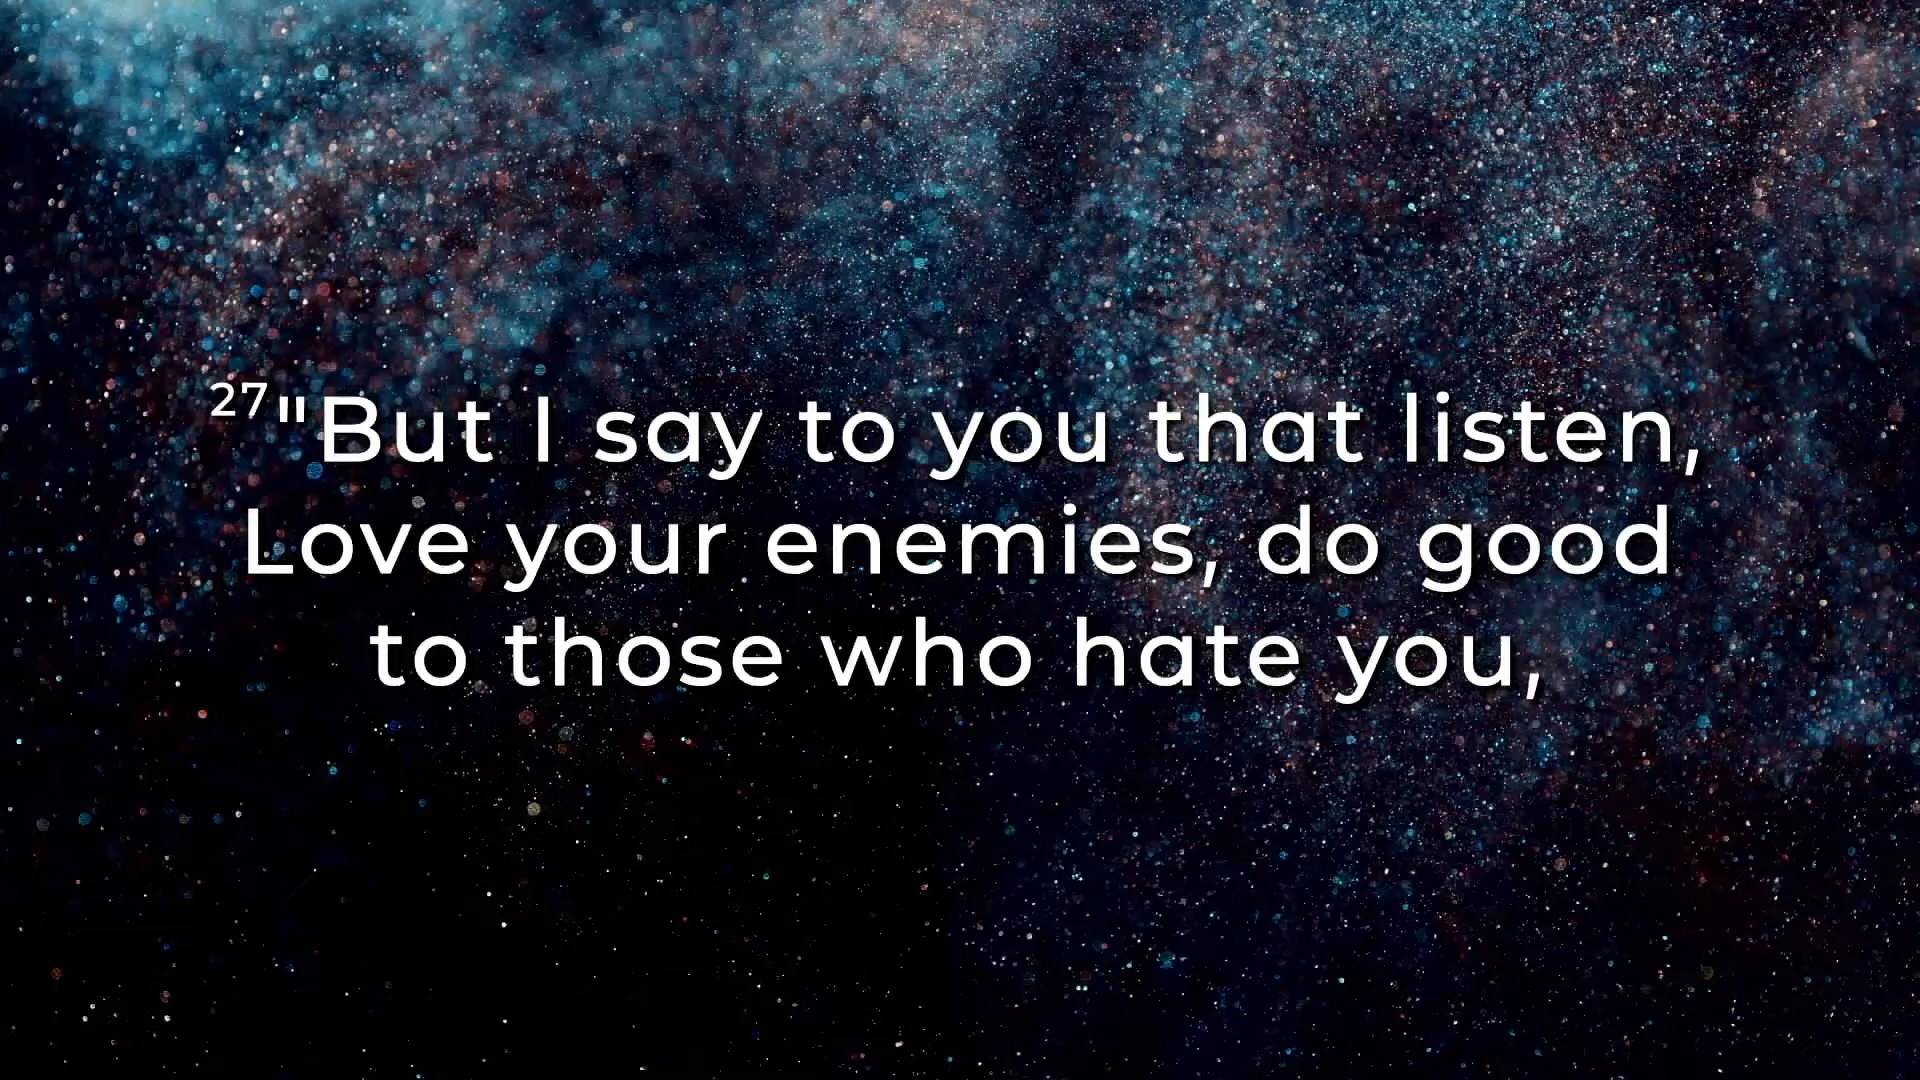 27"But I say to you that listen,
Love your enemies, do good
to those who hate you,